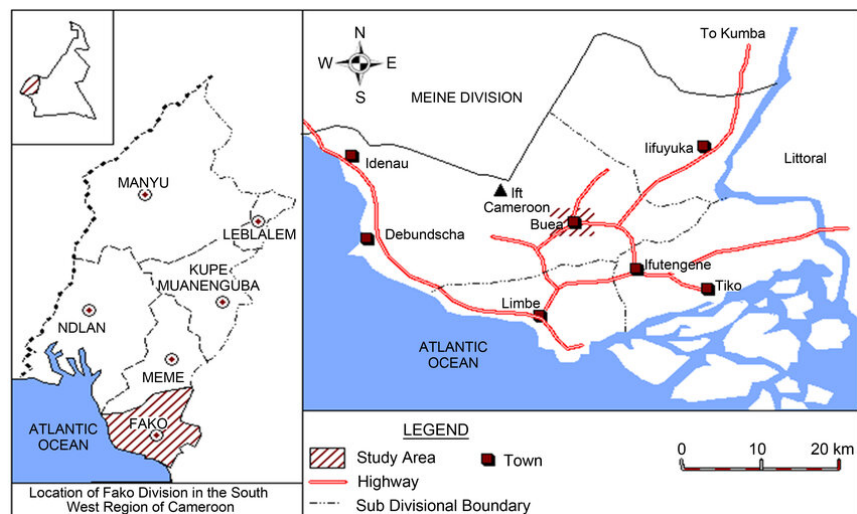 MANYU
LEBLALEM
KUPE
MUANENGUBA
NDLAN
MEME
FAKO
ATLANTIC
OCEAN
Location of Fako Division in the South
West Region of Cameroon
N
W
E
S
To Kumba
MEINE DIVISION
Idenau
lifuyuka
Littoral
Ift
Cameroon
Buea
Debundscha
Ifutengene
Tiko
Limbe
ATLANTIC
OCEAN
LEGEND
Study Area
Town
Highway
Sub Divisional Boundary
0 10 20 km